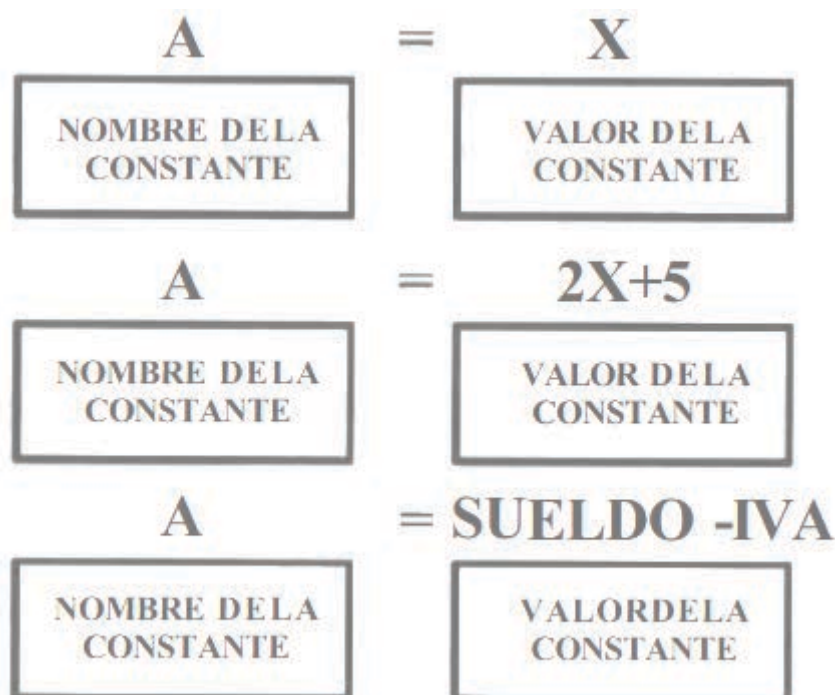 A = X
NOMBRE DELA VALOR DELA
CONSTANTE CONSTANTE
A = 2X+5
NOMBRE DELA VALOR DELA
CONSTANTE CONSTANTE
A = SUELDO -IVA
NOMBRE DELA VALORDELA
CONSTANTE CONSTANTE